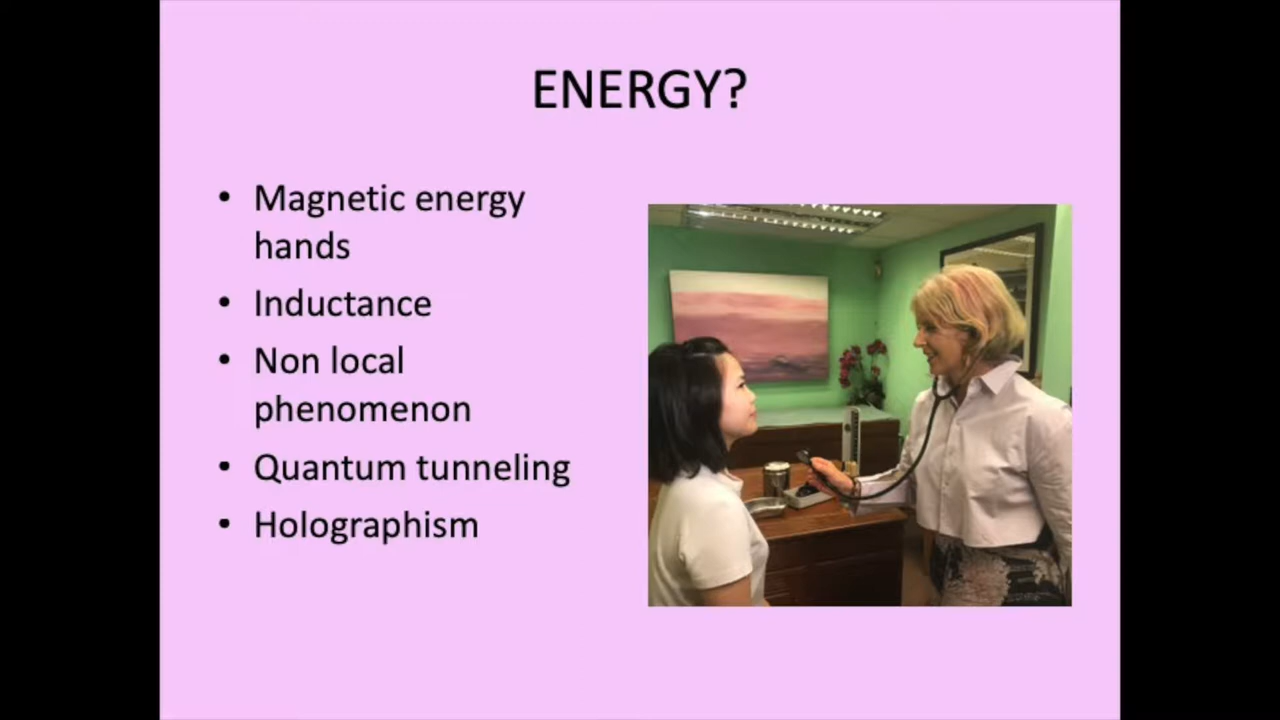 ENERGY?
• Magnetic energy
hands
• Inductance
• Non local
phenomenon
• Quantum tunneling
• Holographism